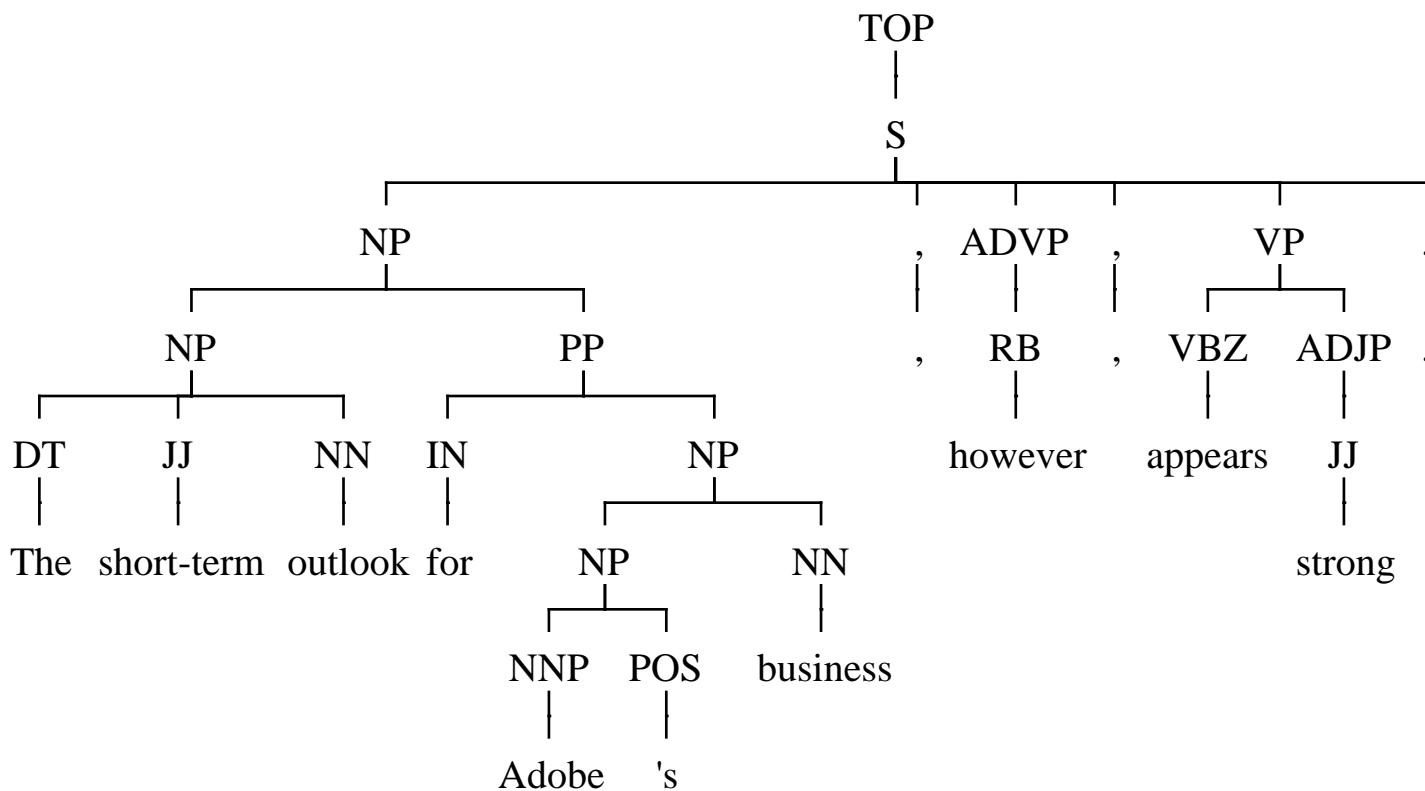 TOP
S
NP , ADVP , VP .
NP PP , RB , VBZ ADJP .
DT JJ NN IN NP however appears JJ
The short-term outlook for NP NN strong
NNP POS business
Adobe 's